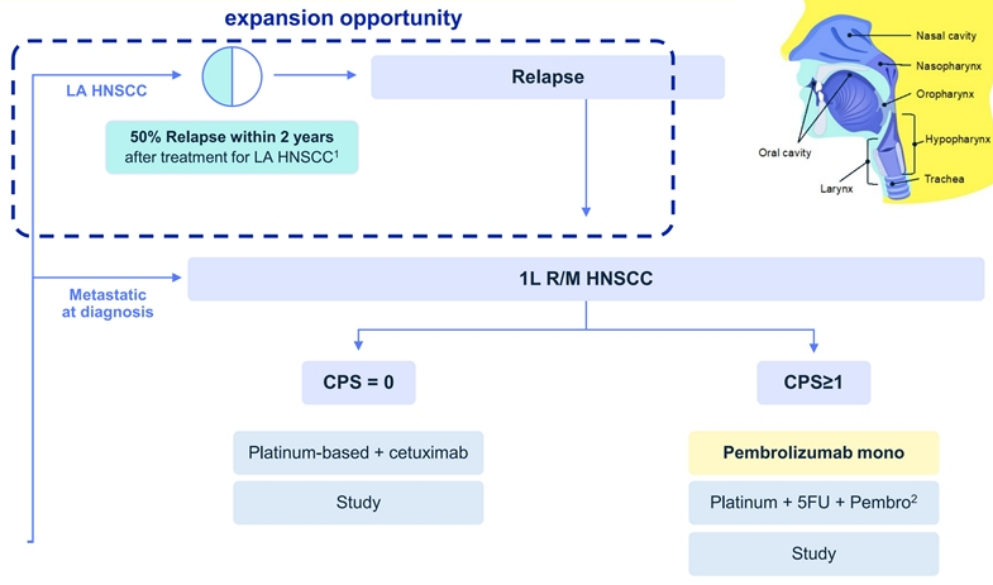 expansion opportunity
LA HNSCC
Relapse
50% Relapse within 2 years
after treatment for LA HNSCC¹
Nasal cavity
Nasopharynx
Oropharynx
Hypopharynx
Oral cavity
Trachea
Larynx
1L R/M HNSCC
Metastatic
at diagnosis
CPS = 0
CPS≥1
Platinum-based + cetuximab
Study
Pembrolizumab mono
Platinum + 5FU + Pembro²
Study